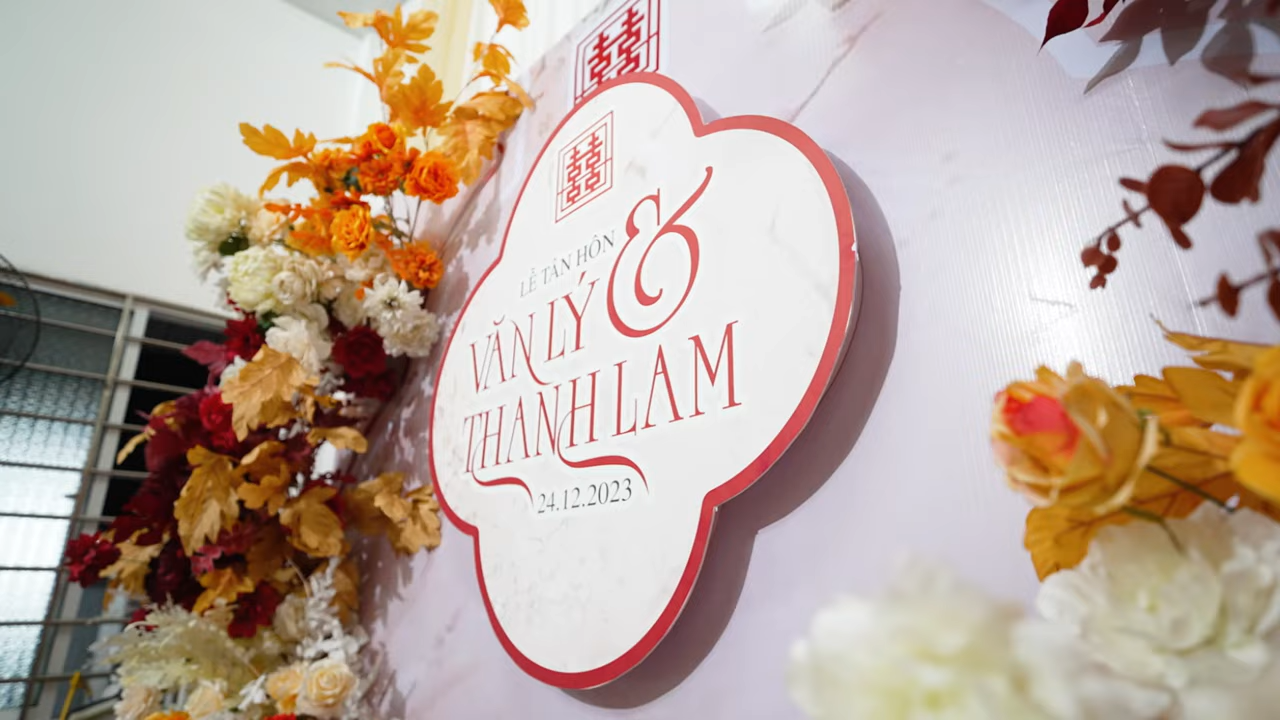 囍
囍
LỄ TÂN HÔN
VĂN LÝ &
THANH LAM
24.12.2023